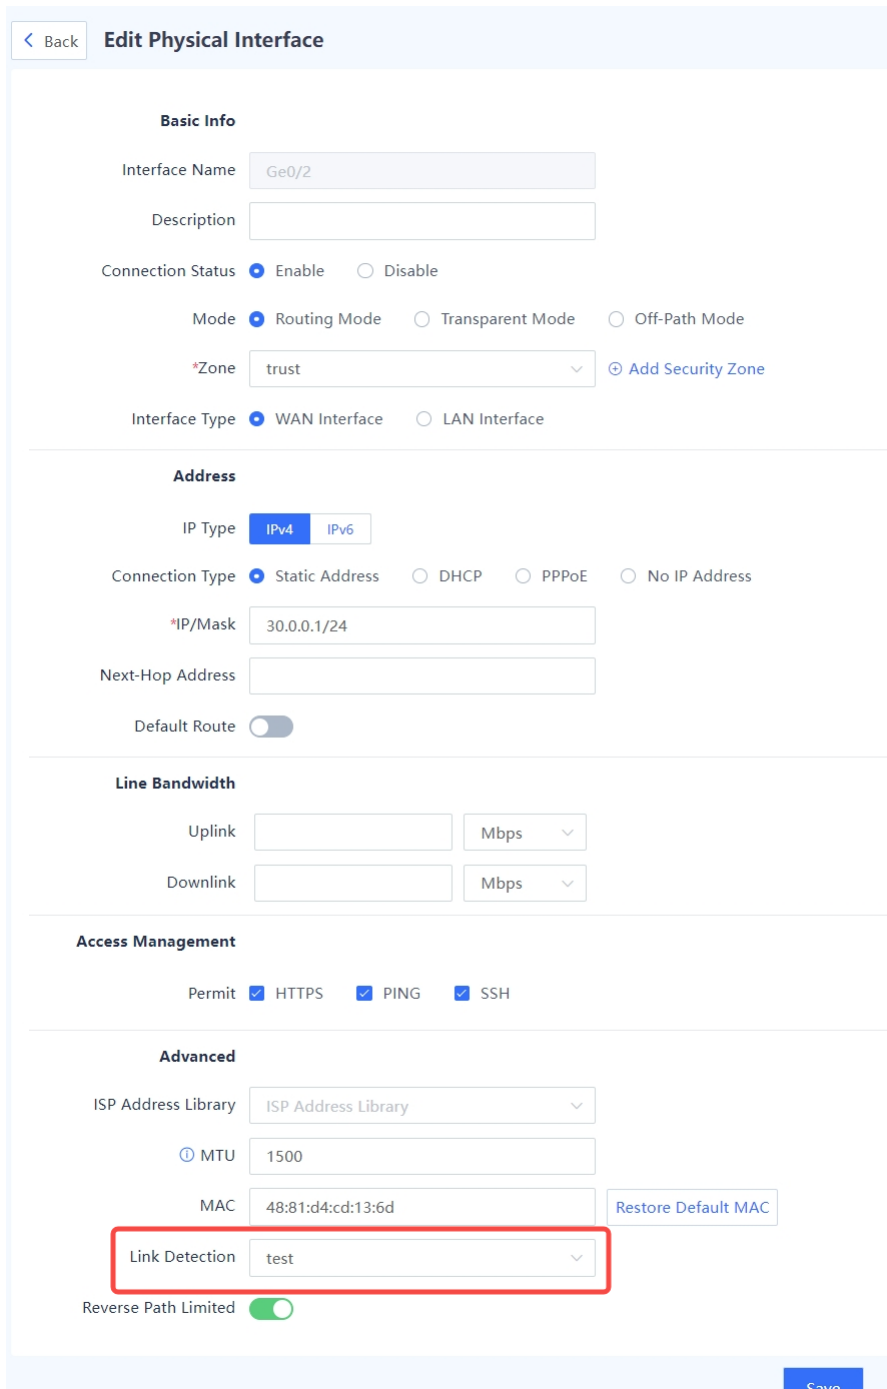 Back Edit Physical Interface
Basic Info
Interface Name Ge0/2
Description
Connection Status Enable Disable
Mode Routing Mode Transparent Mode Off-Path Mode
*Zone trust Add Security Zone
Interface Type WAN Interface LAN Interface
Address
IP Type IPv4 IPv6
Connection Type Static Address DHCP PPPoE No IP Address
*IP/Mask 30.0.0.1/24
Next-Hop Address
Default Route
Line Bandwidth
Uplink Mbps
Downlink Mbps
Access Management
Permit HTTPS PING SSH
Advanced
ISP Address Library ISP Address Library
MTU 1500
MAC 48:81:d4:cd:13:6d Restore Default MAC
Link Detection test
Reverse Path Limited
Save